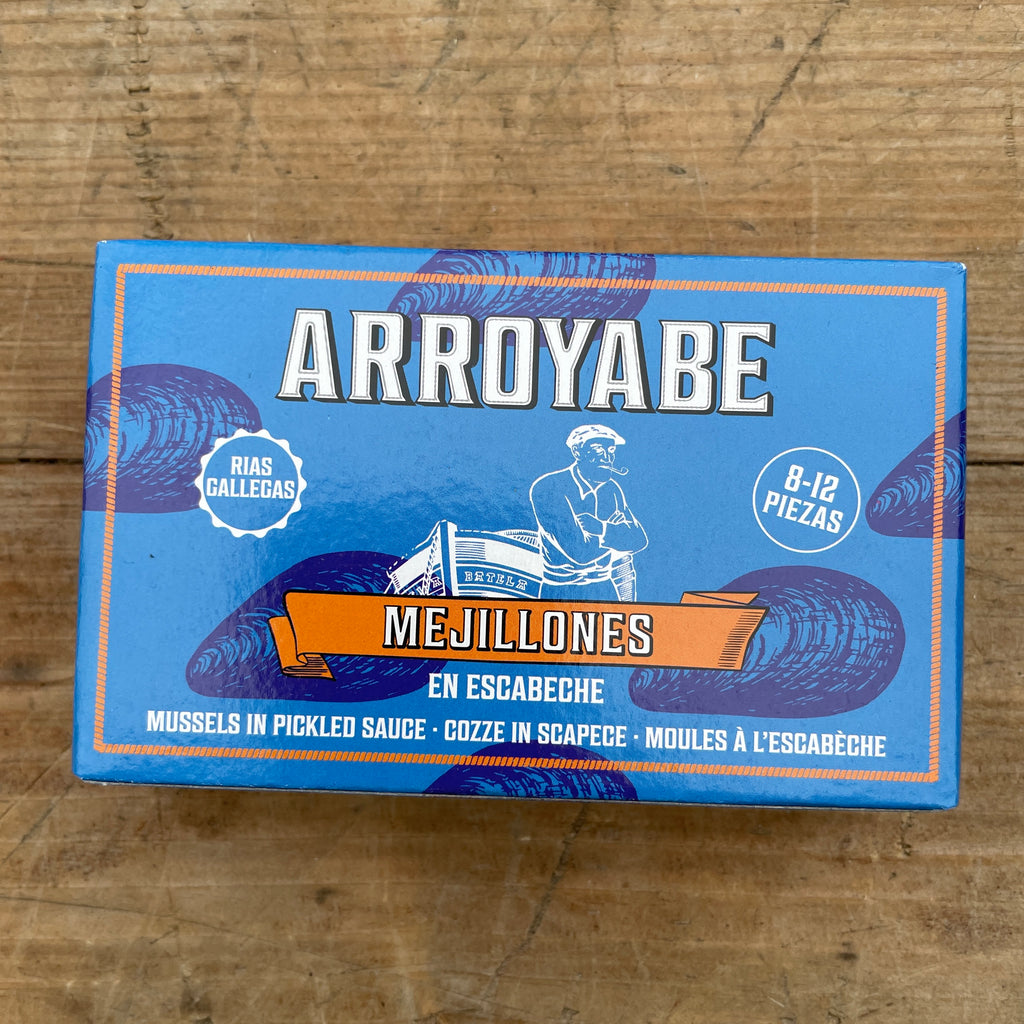 ARROYABE
RIAS
GALLEGAS
8-12
PIEZAS
BATELA
MEJILLONES
EN ESCABECHE
MUSSELS IN PICKLED SAUCE · COZZE IN SCAPECE · MOULES À L'ESCABÈCHE